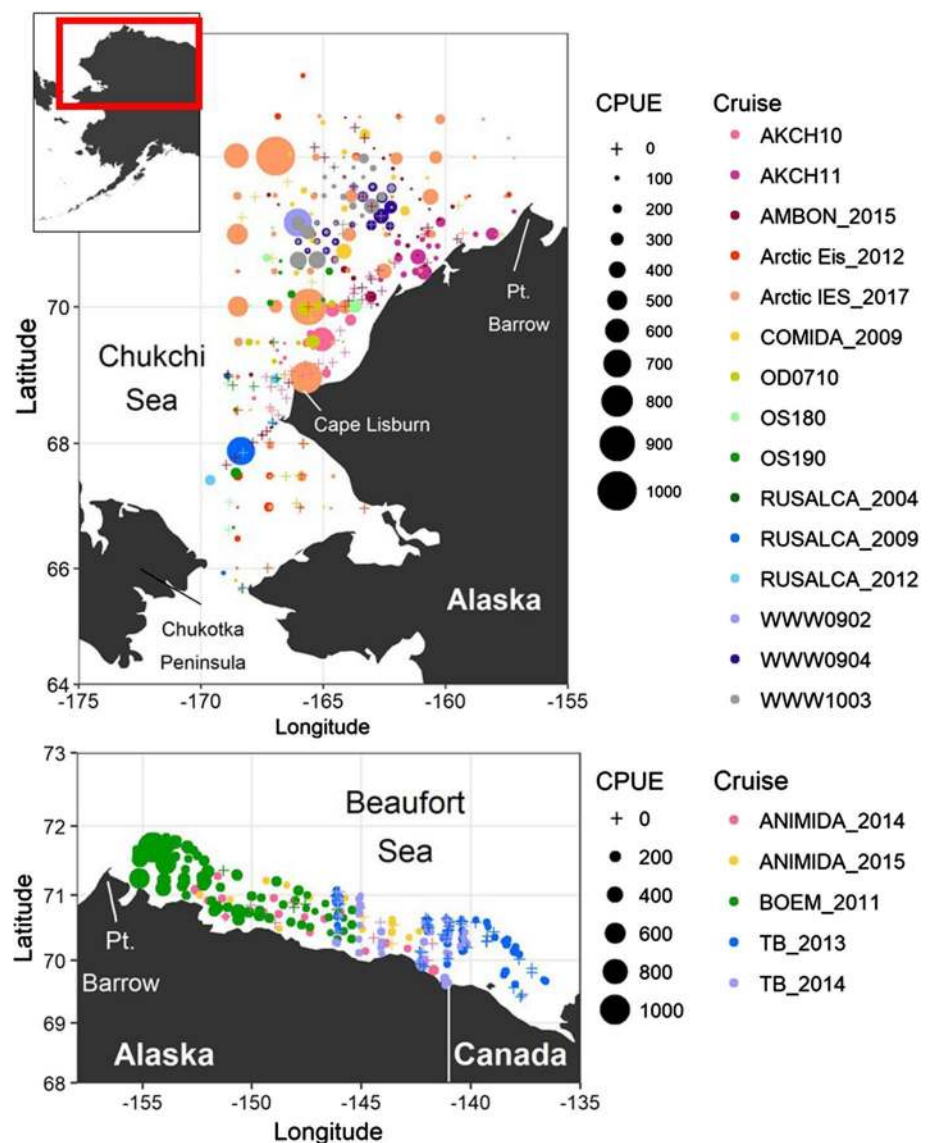 CPUE
0
100
200
300
400
500
600
700
800
900
1000
Cruise
AKCH10
AKCH11
AMBON_2015
Arctic Eis_2012
Arctic IES_2017
COMIDA_2009
OD0710
OS180
OS190
RUSALCA_2004
RUSALCA_2009
RUSALCA_2012
WWW0902
WWW0904
WWW1003
Latitude
70
68
66
64
Chukchi
Sea
Pt.
Barrow
Cape Lisburn
Alaska
Chukotka
Peninsula
-175
-170
-165
-160
-155
Longitude
73
72
71
70
69
68
Latitude
Beaufort
Sea
Pt.
Barrow
Alaska
Canada
-155
-150
-145
-140
-135
Longitude
CPUE
0
200
400
600
800
1000
Cruise
ANIMIDA_2014
ANIMIDA_2015
BOEM_2011
TB_2013
TB_2014